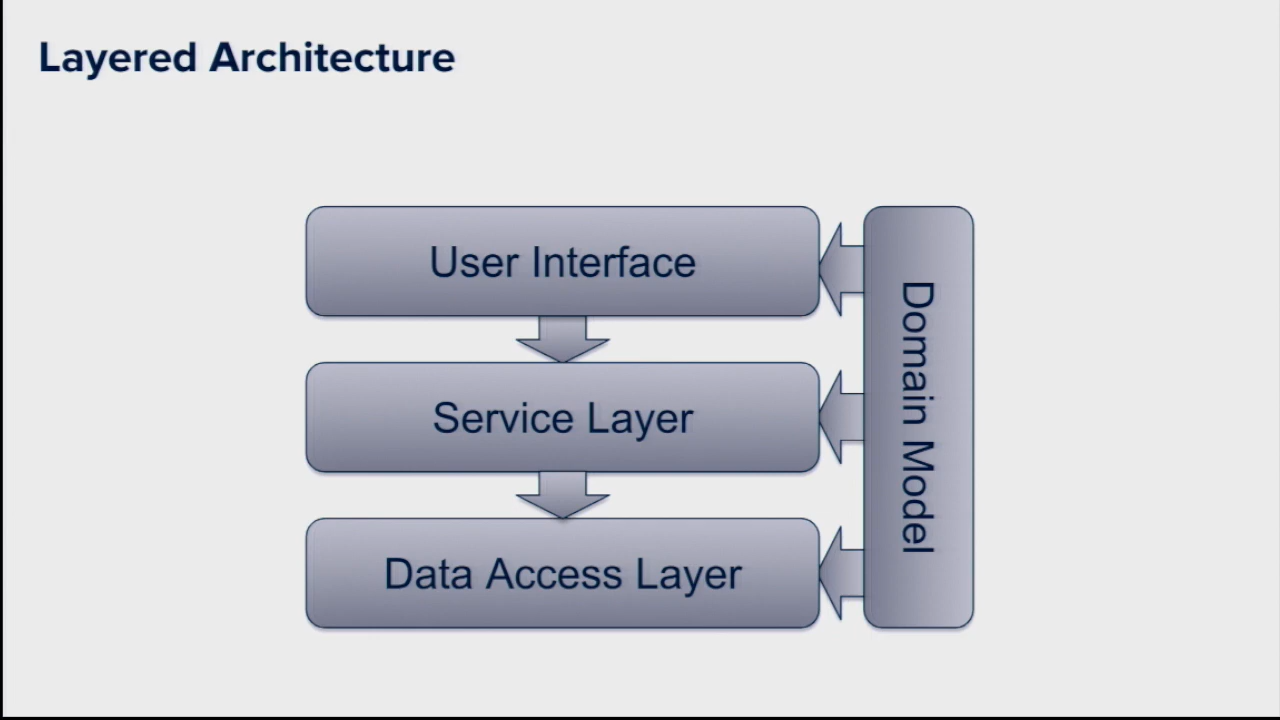 Layered Architecture
User Interface
Service Layer
Data Access Layer
Domain Model